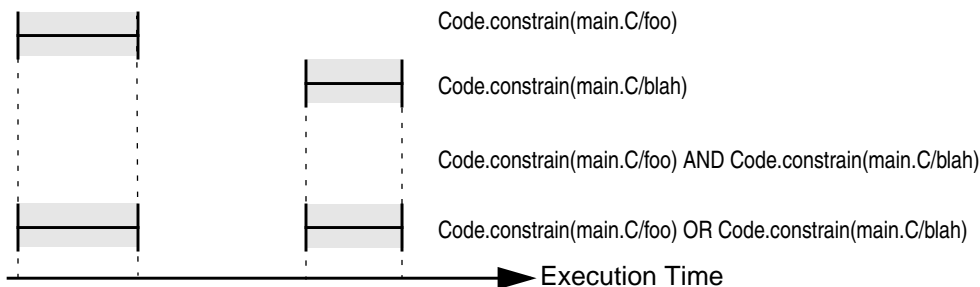 Code.constrain(main.C/foo)
Code.constrain(main.C/blah)
Code.constrain(main.C/foo) AND Code.constrain(main.C/blah)
Code.constrain(main.C/foo) OR Code.constrain(main.C/blah)
Execution Time